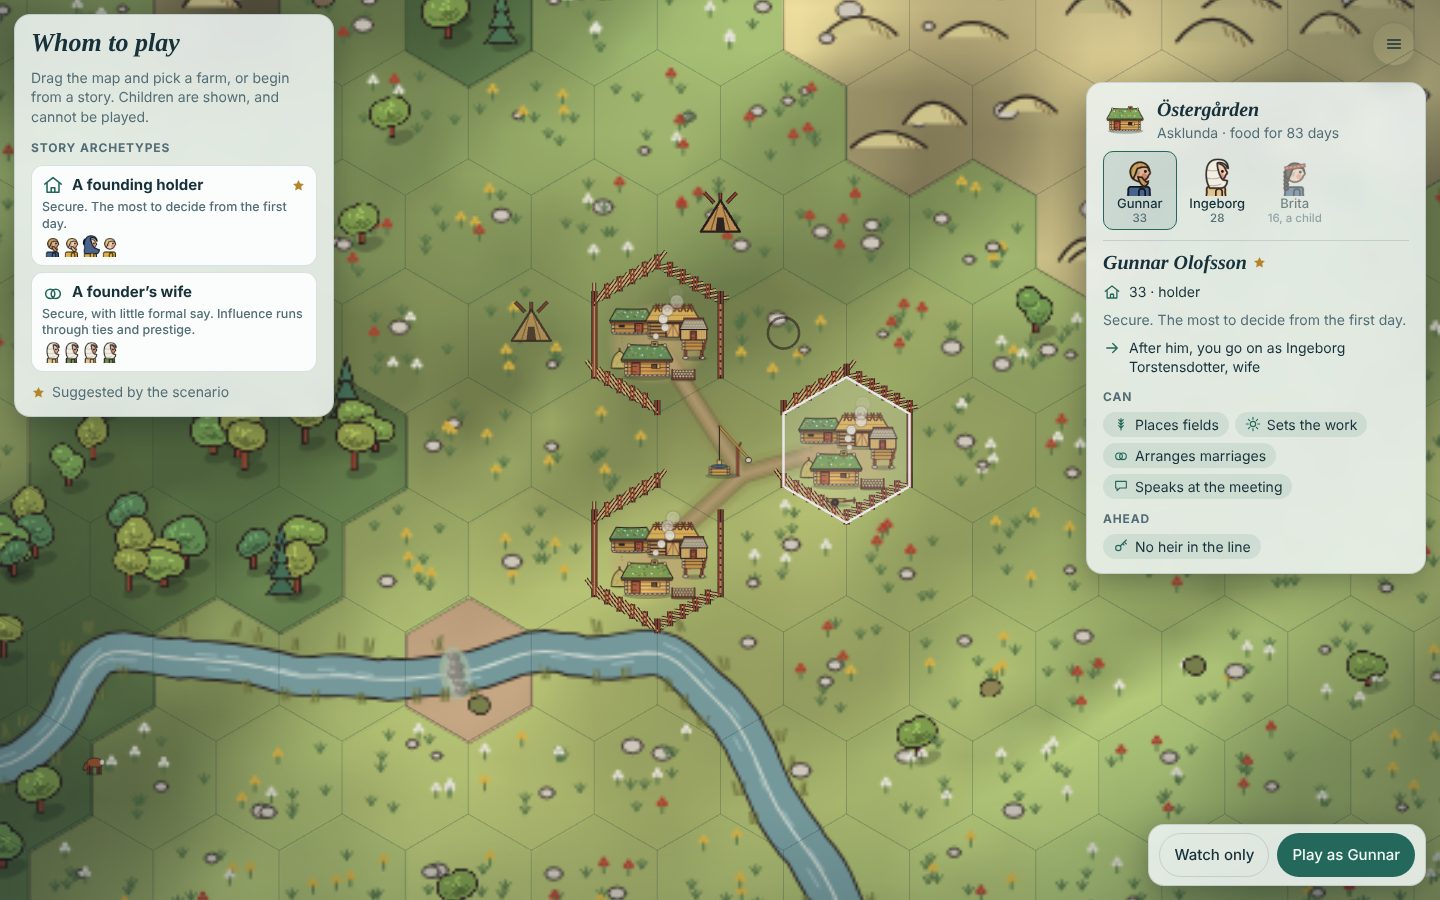 Whom to play
Drag the map and pick a farm, or begin
from a story. Children are shown, and
cannot be played.
STORY ARCHETYPES
A founding holder
Secure. The most to decide from the first
day.
A founder’s wife
Secure, with little formal say. Influence runs
through ties and prestige.
Suggested by the scenario
Östergården
Asklunda · food for 83 days
Gunnar
33
Ingeborg
28
Brita
16, a child
Gunnar Olofsson
33 · holder
Secure. The most to decide from the first day.
After him, you go on as Ingeborg
Torstensdotter, wife
CAN
Places fields
Sets the work
Arranges marriages
Speaks at the meeting
AHEAD
No heir in the line
Watch only
Play as Gunnar